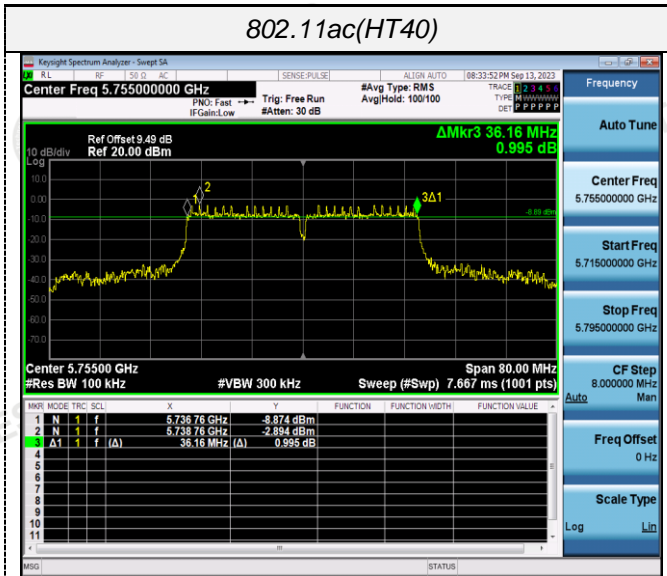 802.11ac(HT40)
Keysight Spectrum Analyzer - Swept SA
RL RF 50 Ω AC SENSE:PULSE ALIGN AUTO 08:33:52 PM Sep 13, 2023
Center Freq 5.755000000 GHz
PNO: Fast
IFGain:Low
Trig: Free Run
#Atten: 30 dB
#Avg Type: RMS
Avg|Hold: 100/100
TRACE 1 2 3 4 5 6
TYPE M WWWWW
DET P P P P P P
ΔMkr3 36.16 MHz
0.995 dB
Ref Offset 9.49 dB
10 dB/div Ref 20.00 dBm
Log
10.0
0.00
-10.0
-20.0
-30.0
-40.0
-50.0
-60.0
-70.0
1
2
3Δ1
-8.89 dBm
Center 5.75500 GHz Span 80.00 MHz
#Res BW 100 kHz #VBW 300 kHz Sweep (#Swp) 7.667 ms (1001 pts)
MKR MODE TRC SCL X Y FUNCTION FUNCTION WIDTH FUNCTION VALUE
1 N 1 f 5.736 76 GHz -8.874 dBm
2 N 1 f 5.738 76 GHz -2.894 dBm
3 Δ1 1 f (Δ) 36.16 MHz (Δ) 0.995 dB
4
5
6
7
8
9
10
11
MSG STATUS
Frequency
Auto Tune
Center Freq
5.755000000 GHz
Start Freq
5.715000000 GHz
Stop Freq
5.795000000 GHz
CF Step
8.000000 MHz
Auto Man
Freq Offset
0 Hz
Scale Type
Log Lin